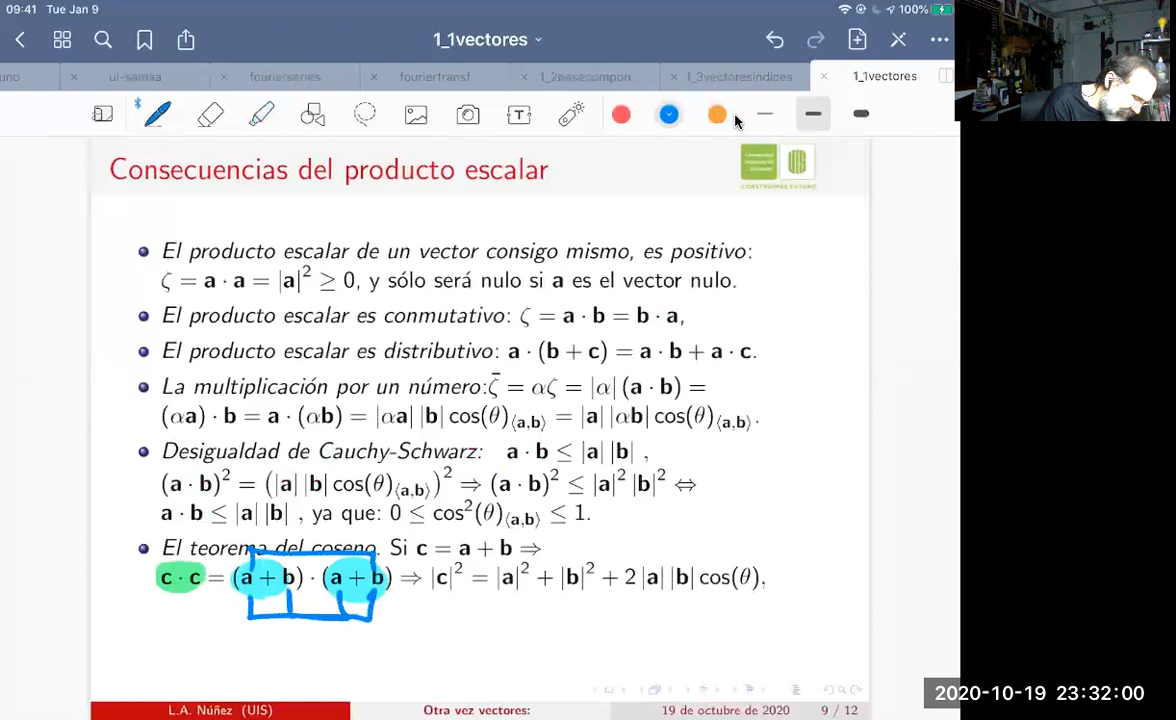 09:41 Tue Jan 9
100%
1_1vectores
uno
ul-samsa
fourierseries
fouriertransf
1_2basecompon
1_3vectoresindices
1_1vectores
Consecuencias del producto escalar
El producto escalar de un vector consigo mismo, es positivo:
ζ = a · a = |a|² ≥ 0, y sólo será nulo si a es el vector nulo.
El producto escalar es conmutativo: ζ = a · b = b · a,
El producto escalar es distributivo: a · (b + c) = a · b + a · c.
La multiplicación por un número: ζ̄ = αζ = |α| (a · b) =
(αa) · b = a · (αb) = |αa| |b| cos(θ)⟨a,b⟩ = |a| |αb| cos(θ)⟨a,b⟩ .
Desigualdad de Cauchy-Schwarz: a · b ≤ |a| |b| ,
(a · b)² = (|a| |b| cos(θ)⟨a,b⟩)² ⇒ (a · b)² ≤ |a|² |b|² ⇔
a · b ≤ |a| |b| , ya que: 0 ≤ cos²(θ)⟨a,b⟩ ≤ 1.
El teorema del coseno. Si c = a + b ⇒
c · c = (a + b) · (a + b) ⇒ |c|² = |a|² + |b|² + 2 |a| |b| cos(θ),
L.A. Núñez (UIS)
Otra vez vectores:
19 de octubre de 2020
9 / 12
2020-10-19 23:32:00